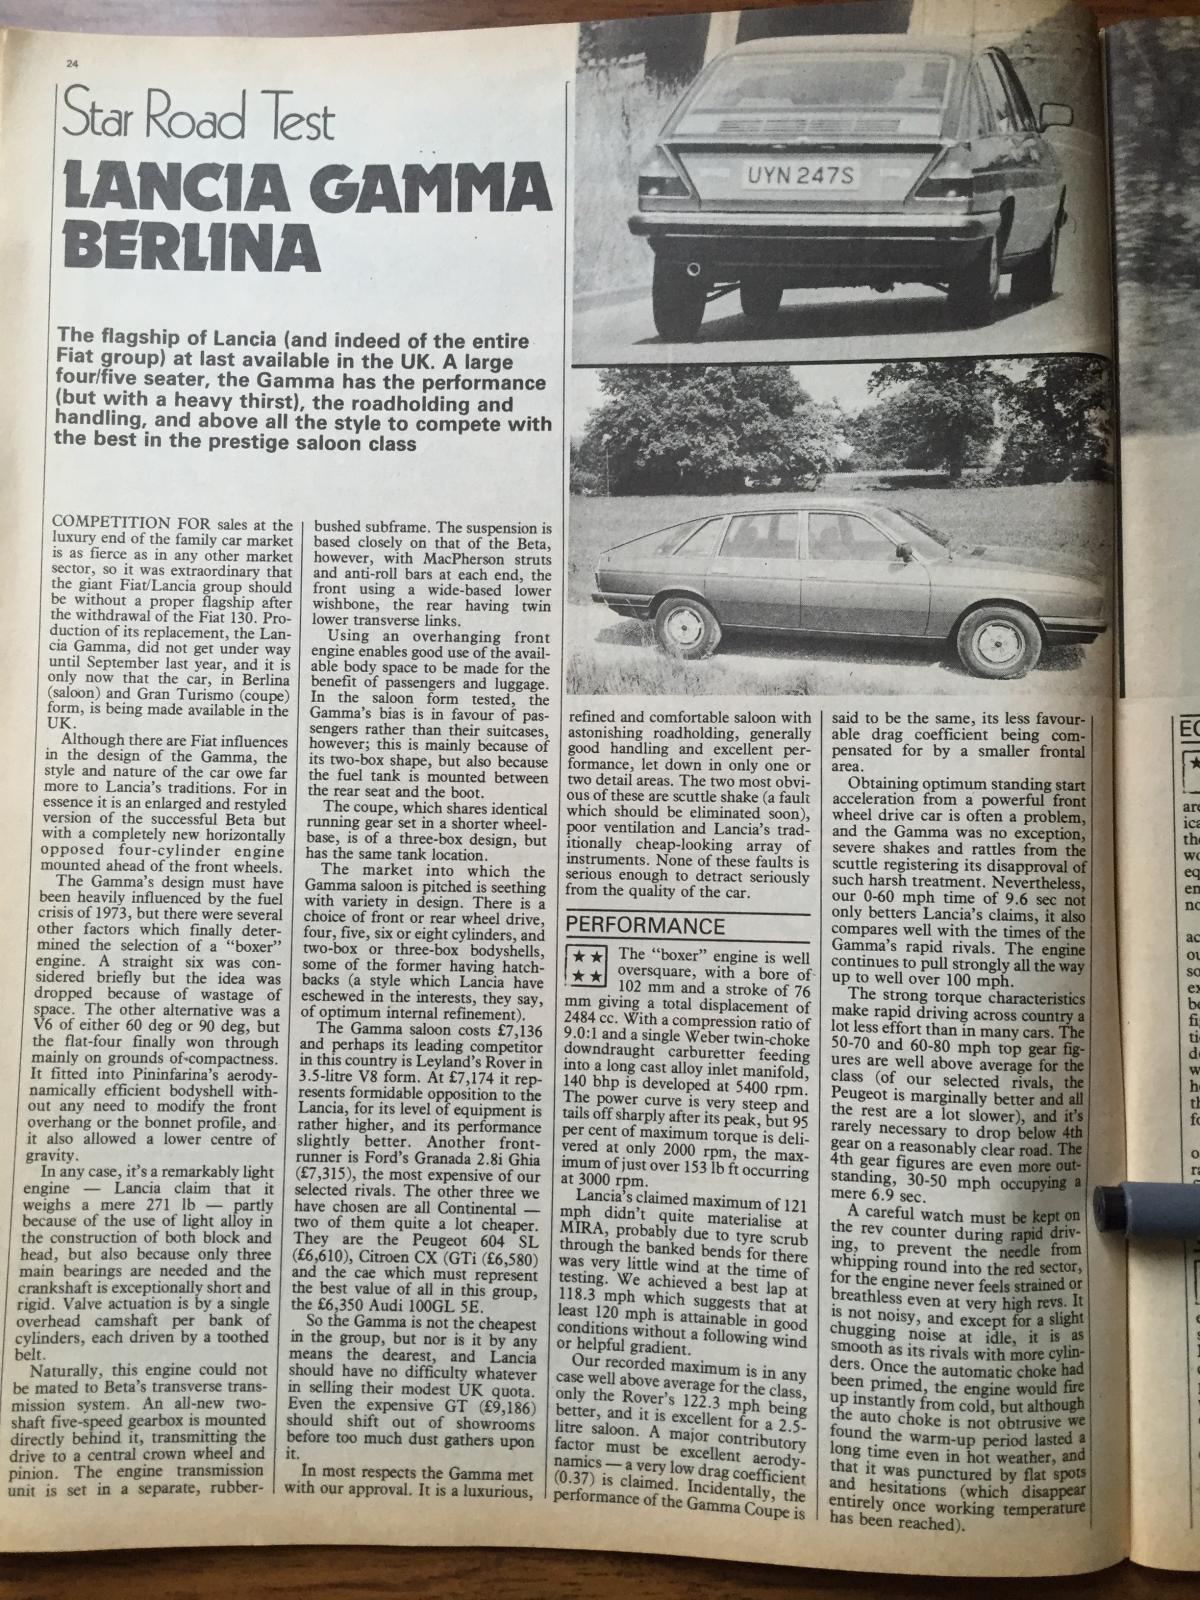 24
Star Road Test
LANCIA GAMMA
BERLINA
The flagship of Lancia (and indeed of the entire
Fiat group) at last available in the UK. A large
four/five seater, the Gamma has the performance
(but with a heavy thirst), the roadholding and
handling, and above all the style to compete with
the best in the prestige saloon class
COMPETITION FOR sales at the
luxury end of the family car market
is as fierce as in any other market
sector, so it was extraordinary that
the giant Fiat/Lancia group should
be without a proper flagship after
the withdrawal of the Fiat 130. Pro-
duction of its replacement, the Lan-
cia Gamma, did not get under way
until September last year, and it is
only now that the car, in Berlina
(saloon) and Gran Turismo (coupe)
form, is being made available in the
UK.
Although there are Fiat influences
in the design of the Gamma, the
style and nature of the car owe far
more to Lancia's traditions. For in
essence it is an enlarged and restyled
version of the successful Beta but
with a completely new horizontally
opposed four-cylinder engine
mounted ahead of the front wheels.
The Gamma's design must have
been heavily influenced by the fuel
crisis of 1973, but there were several
other factors which finally deter-
mined the selection of a "boxer"
engine. A straight six was con-
sidered briefly but the idea was
dropped because of wastage of
space. The other alternative was a
V6 of either 60 deg or 90 deg, but
the flat-four finally won through
mainly on grounds of compactness.
It fitted into Pininfarina's aerody-
namically efficient bodyshell with-
out any need to modify the front
overhang or the bonnet profile, and
it also allowed a lower centre of
gravity.
In any case, it's a remarkably light
engine — Lancia claim that it
weighs a mere 271 lb — partly
because of the use of light alloy in
the construction of both block and
head, but also because only three
main bearings are needed and the
crankshaft is exceptionally short and
rigid. Valve actuation is by a single
overhead camshaft per bank of
cylinders, each driven by a toothed
belt.
Naturally, this engine could not
be mated to Beta's transverse trans-
mission system. An all-new two-
shaft five-speed gearbox is mounted
directly behind it, transmitting the
drive to a central crown wheel and
pinion. The engine transmission
unit is set in a separate, rubber-
bushed subframe. The suspension is
based closely on that of the Beta,
however, with MacPherson struts
and anti-roll bars at each end, the
front using a wide-based lower
wishbone, the rear having twin
lower transverse links.
Using an overhanging front
engine enables good use of the avail-
able body space to be made for the
benefit of passengers and luggage.
In the saloon form tested, the
Gamma's bias is in favour of pas-
sengers rather than their suitcases,
however; this is mainly because of
its two-box shape, but also because
the fuel tank is mounted between
the rear seat and the boot.
The coupe, which shares identical
running gear set in a shorter wheel-
base, is of a three-box design, but
has the same tank location.
The market into which the
Gamma saloon is pitched is seething
with variety in design. There is a
choice of front or rear wheel drive,
four, five, six or eight cylinders, and
two-box or three-box bodyshells,
some of the former having hatch-
backs (a style which Lancia have
eschewed in the interests, they say,
of optimum internal refinement).
The Gamma saloon costs £7,136
and perhaps its leading competitor
in this country is Leyland's Rover in
3.5-litre V8 form. At £7,174 it rep-
resents formidable opposition to the
Lancia, for its level of equipment is
rather higher, and its performance
slightly better. Another front-
runner is Ford's Granada 2.8i Ghia
(£7,315), the most expensive of our
selected rivals. The other three we
have chosen are all Continental —
two of them quite a lot cheaper.
They are the Peugeot 604 SL
(£6,610), Citroen CX (GTi (£6,580)
and the cae which must represent
the best value of all in this group,
the £6,350 Audi 100GL 5E.
So the Gamma is not the cheapest
in the group, but nor is it by any
means the dearest, and Lancia
should have no difficulty whatever
in selling their modest UK quota.
Even the expensive GT (£9,186)
should shift out of showrooms
before too much dust gathers upon
it.
In most respects the Gamma met
with our approval. It is a luxurious,
UYN 247S
refined and comfortable saloon with
astonishing roadholding, generally
good handling and excellent per-
formance, let down in only one or
two detail areas. The two most obvi-
ous of these are scuttle shake (a fault
which should be eliminated soon),
poor ventilation and Lancia's trad-
itionally cheap-looking array of
instruments. None of these faults is
serious enough to detract seriously
from the quality of the car.
PERFORMANCE
★★
★★
The "boxer" engine is well
oversquare, with a bore of
102 mm and a stroke of 76
mm giving a total displacement of
2484 cc. With a compression ratio of
9.0:1 and a single Weber twin-choke
downdraught carburetter feeding
into a long cast alloy inlet manifold,
140 bhp is developed at 5400 rpm.
The power curve is very steep and
tails off sharply after its peak, but 95
per cent of maximum torque is deli-
vered at only 2000 rpm, the max-
imum of just over 153 lb ft occurring
at 3000 rpm.
Lancia's claimed maximum of 121
mph didn't quite materialise at
MIRA, probably due to tyre scrub
through the banked bends for there
was very little wind at the time of
testing. We achieved a best lap at
118.3 mph which suggests that at
least 120 mph is attainable in good
conditions without a following wind
or helpful gradient.
Our recorded maximum is in any
case well above average for the class,
only the Rover's 122.3 mph being
better, and it is excellent for a 2.5-
litre saloon. A major contributory
factor must be excellent aerody-
namics — a very low drag coefficient
(0.37) is claimed. Incidentally, the
performance of the Gamma Coupe is
said to be the same, its less favour-
able drag coefficient being com-
pensated for by a smaller frontal
area.
Obtaining optimum standing start
acceleration from a powerful front
wheel drive car is often a problem,
and the Gamma was no exception,
severe shakes and rattles from the
scuttle registering its disapproval of
such harsh treatment. Nevertheless,
our 0-60 mph time of 9.6 sec not
only betters Lancia's claims, it also
compares well with the times of the
Gamma's rapid rivals. The engine
continues to pull strongly all the way
up to well over 100 mph.
The strong torque characteristics
make rapid driving across country a
lot less effort than in many cars. The
50-70 and 60-80 mph top gear fig-
ures are well above average for the
class (of our selected rivals, the
Peugeot is marginally better and all
the rest are a lot slower), and it's
rarely necessary to drop below 4th
gear on a reasonably clear road. The
4th gear figures are even more out-
standing, 30-50 mph occupying a
mere 6.9 sec.
A careful watch must be kept on
the rev counter during rapid driv-
ing, to prevent the needle from
whipping round into the red sector,
for the engine never feels strained or
breathless even at very high revs. It
is not noisy, and except for a slight
chugging noise at idle, it is as
smooth as its rivals with more cylin-
ders. Once the automatic choke had
been primed, the engine would fire
up instantly from cold, but although
the auto choke is not obtrusive we
found the warm-up period lasted a
long time even in hot weather, and
that it was punctured by flat spots
and hesitations (which disappear
entirely once working temperature
has been reached).